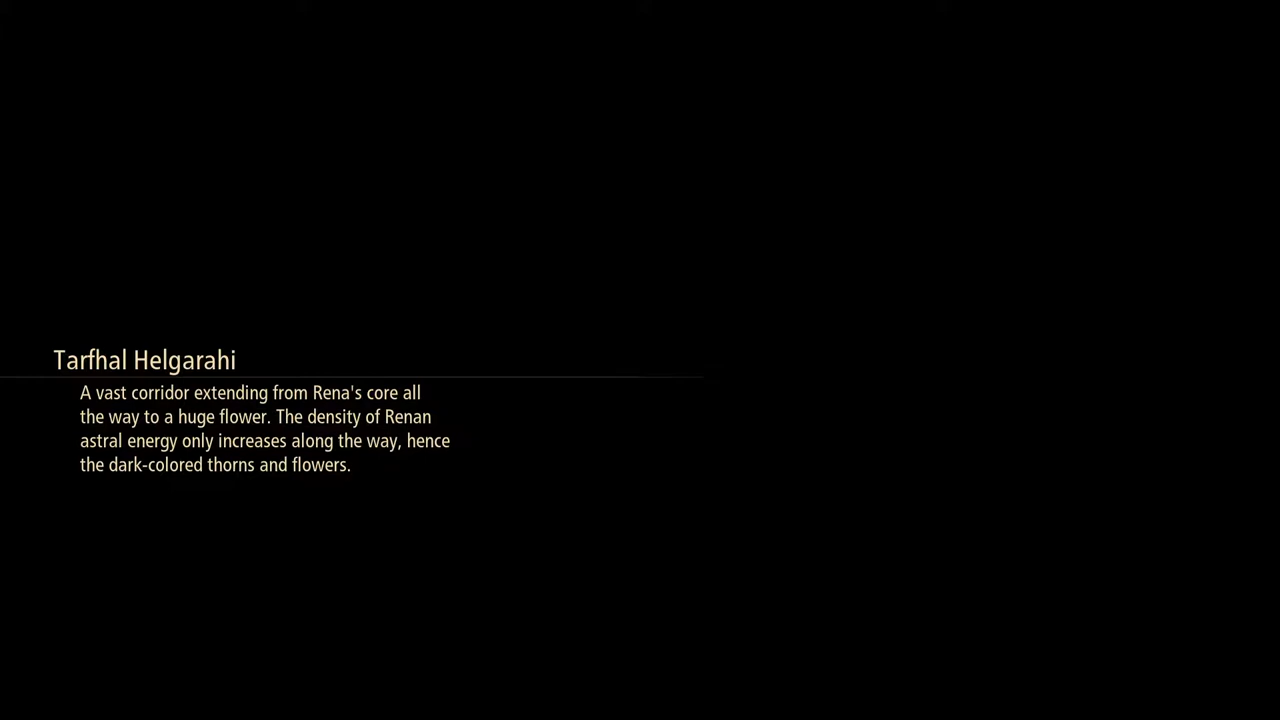 Tarfhal Helgarahi
A vast corridor extending from Rena's core all
the way to a huge flower. The density of Renan
astral energy only increases along the way, hence
the dark-colored thorns and flowers.